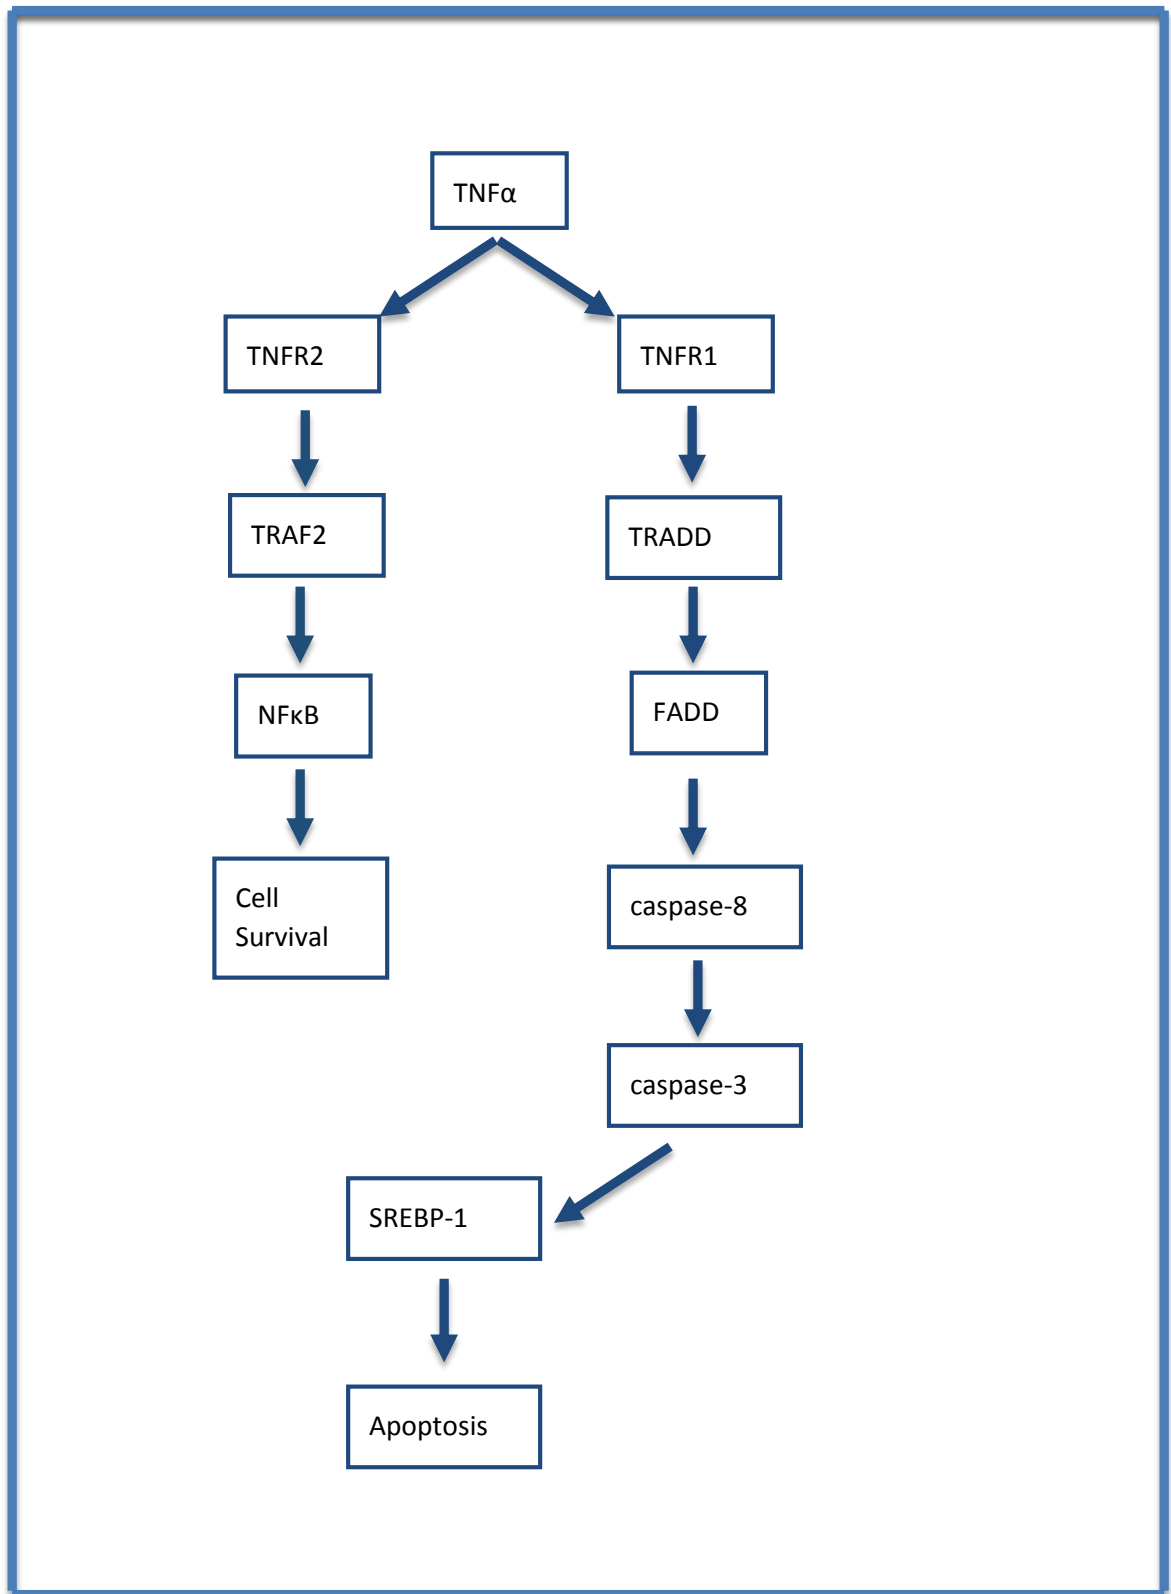 TNFα
TNFR2
TNFR1
TRAF2
TRADD
NFκB
FADD
Cell
Survival
caspase-8
caspase-3
SREBP-1
Apoptosis